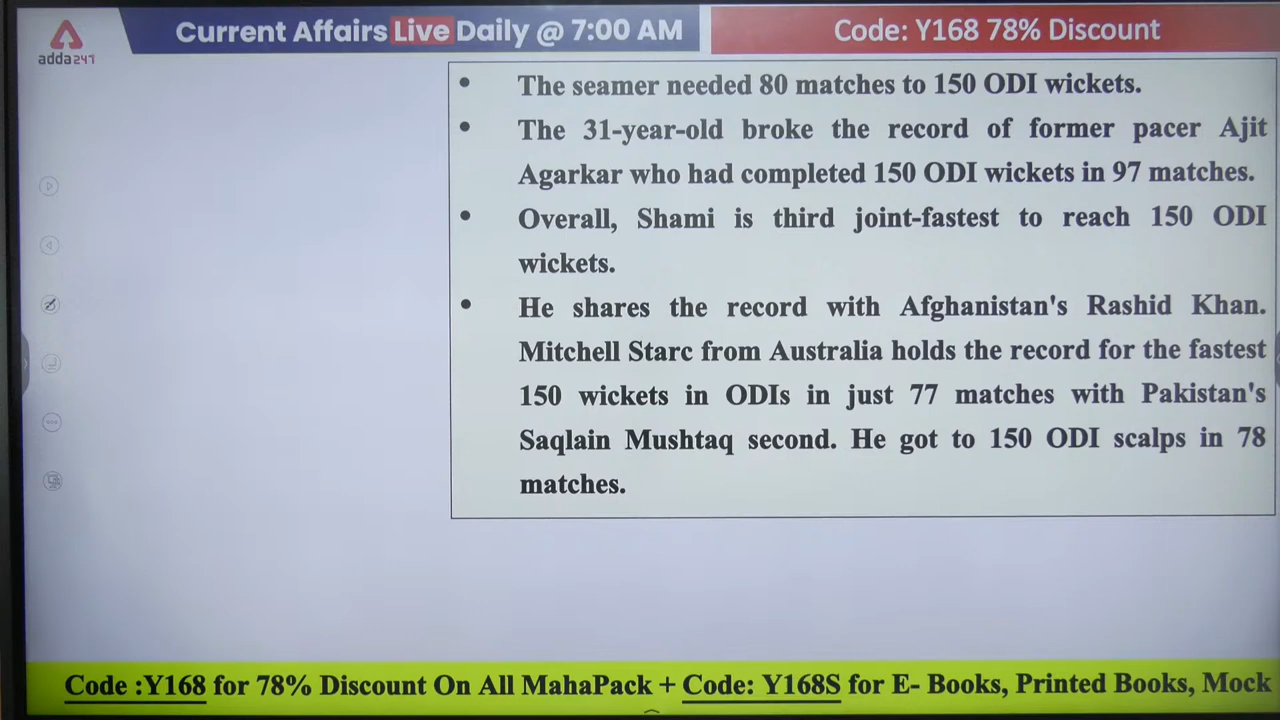 adda247
Current Affairs Live Daily @ 7:00 AM
Code: Y168 78% Discount
• The seamer needed 80 matches to 150 ODI wickets.
• The 31-year-old broke the record of former pacer Ajit
Agarkar who had completed 150 ODI wickets in 97 matches.
• Overall, Shami is third joint-fastest to reach 150 ODI
wickets.
• He shares the record with Afghanistan's Rashid Khan.
Mitchell Starc from Australia holds the record for the fastest
150 wickets in ODIs in just 77 matches with Pakistan's
Saqlain Mushtaq second. He got to 150 ODI scalps in 78
matches.
Code :Y168 for 78% Discount On All MahaPack + Code: Y168S for E- Books, Printed Books, Mock